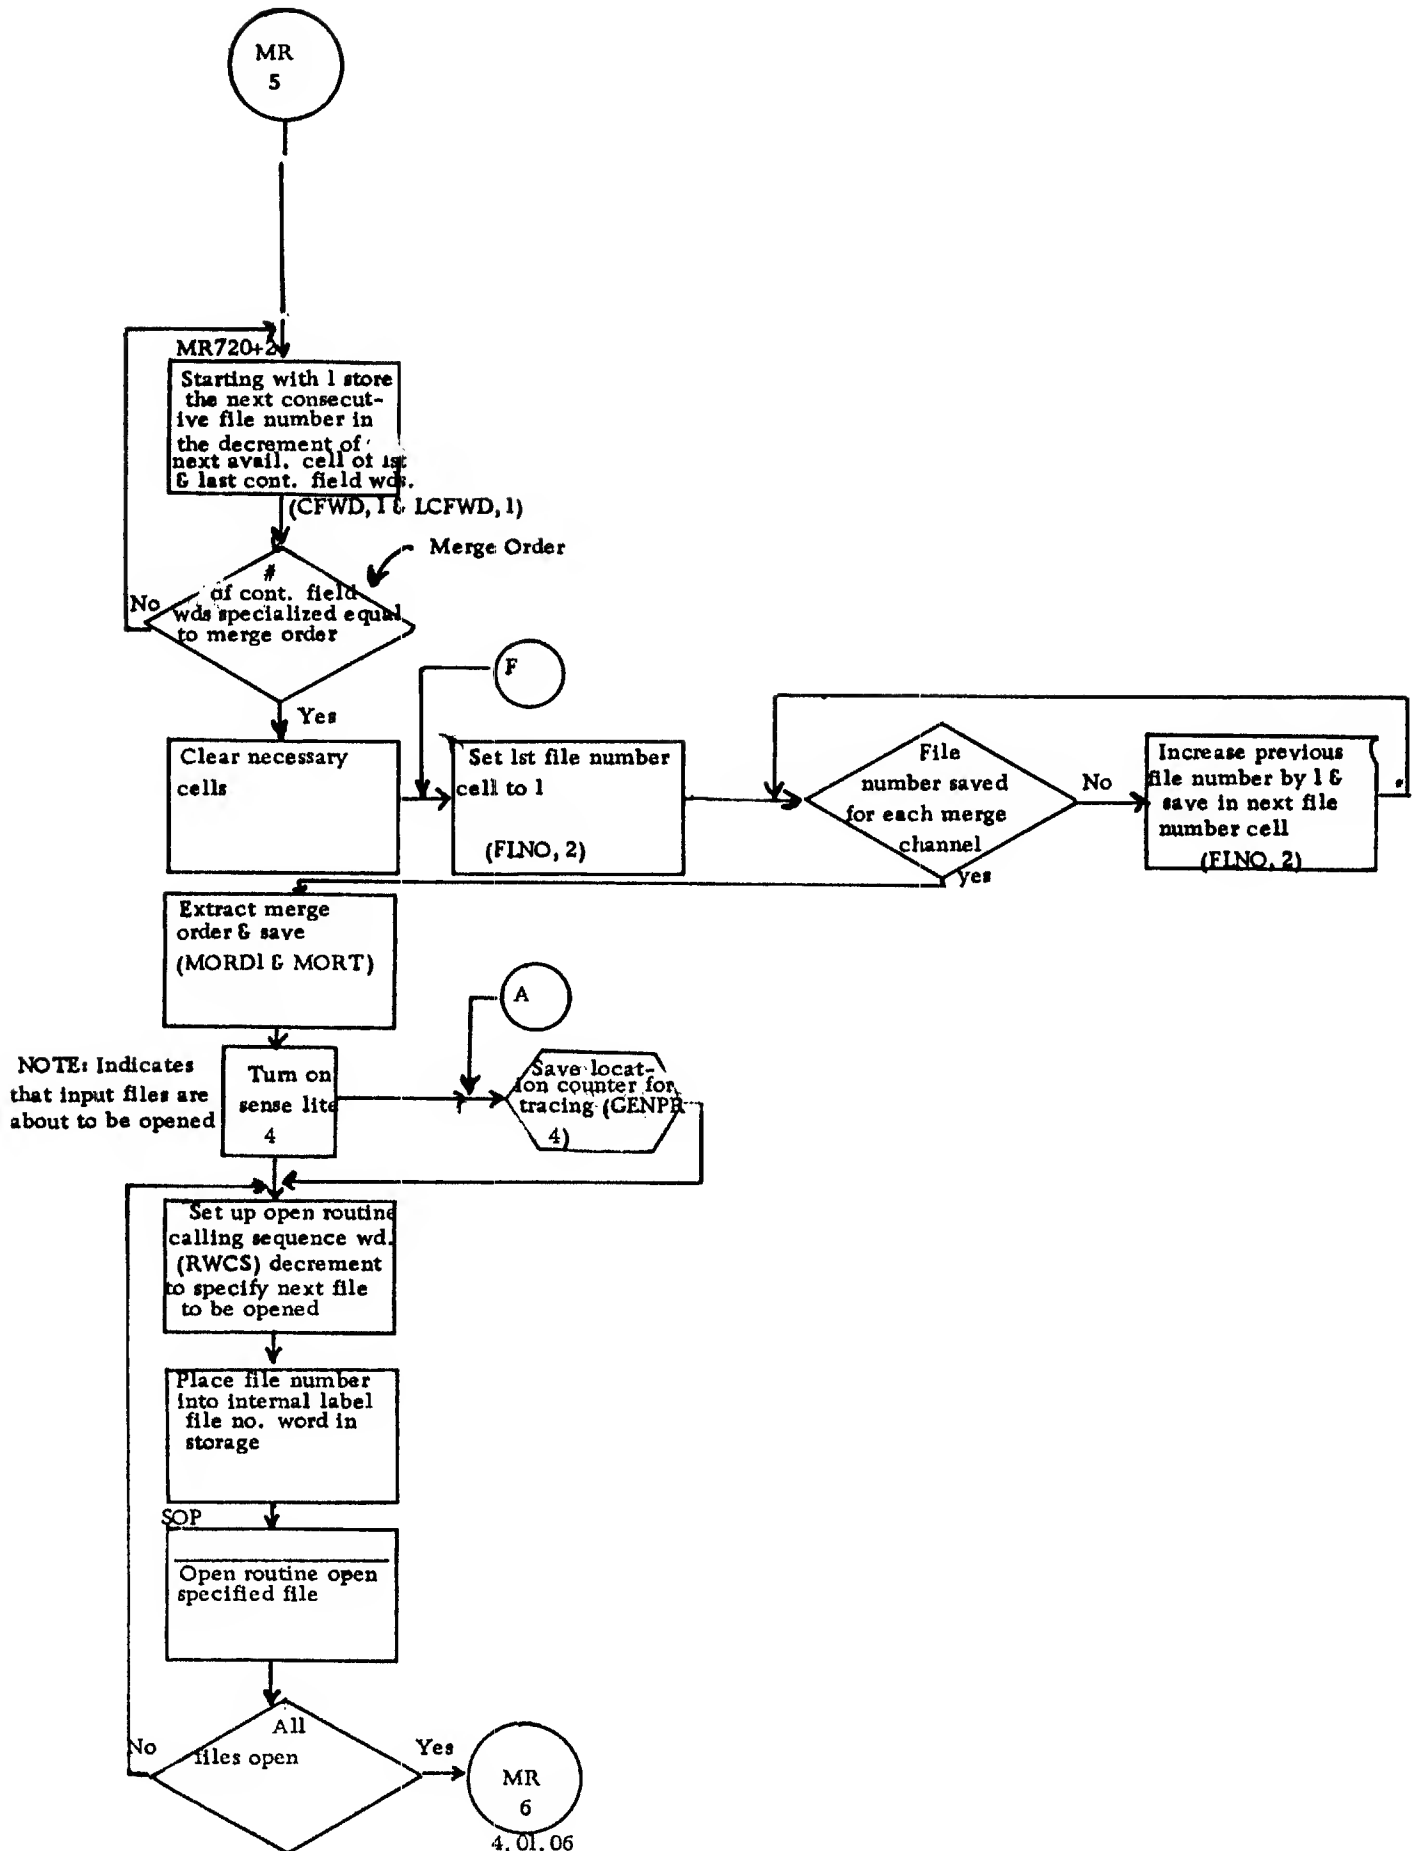 MR
5
MR720+2
Starting with 1 store
the next consecut-
ive file number in
the decrement of
next avail. cell of 1st
& last cont. field wds.
(CFWD, 1 & LCFWD, 1)
Merge Order
#
of cont. field
wds specialized equal
to merge order
No
Yes
F
Clear necessary
cells
Set 1st file number
cell to 1
(FLNO, 2)
File
number saved
for each merge
channel
No
yes
Increase previous
file number by 1 &
save in next file
number cell
(FLNO, 2)
Extract merge
order & save
(MORD1 & MORT)
A
NOTE: Indicates
that input files are
about to be opened
Turn on
sense lite
4
Save locat-
ion counter for
tracing (GENPR
4)
Set up open routine
calling sequence wd.
(RWCS) decrement
to specify next file
to be opened
Place file number
into internal label
file no. word in
storage
SOP
Open routine open
specified file
All
files open
No
Yes
MR
6
4. 01. 06